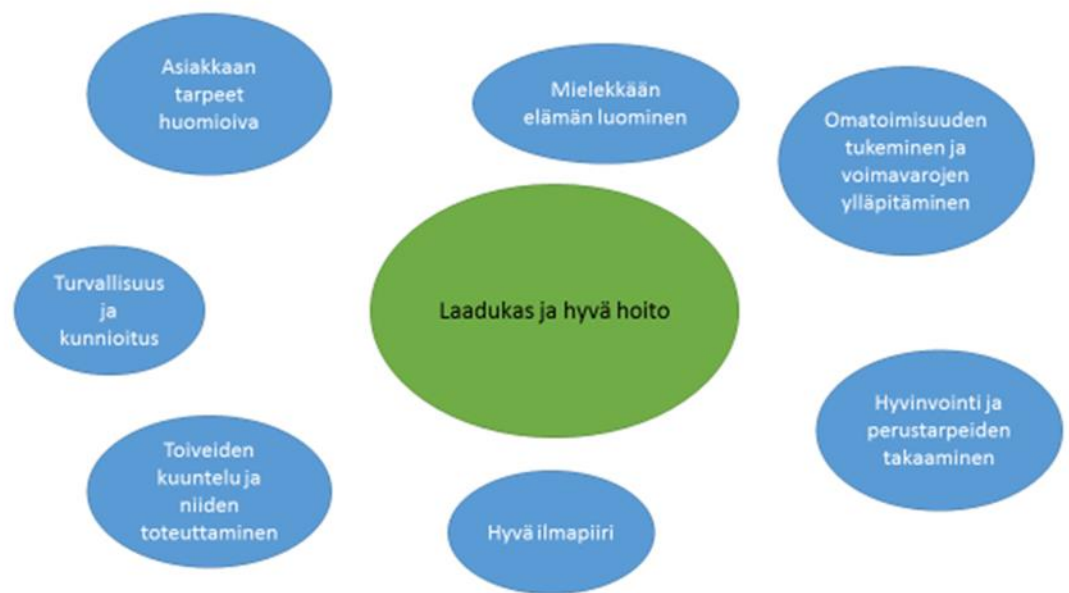 Asiakkaan
tarpeet
huomioiva
Mielekkään
elämän luominen
Omatoimisuuden
tukeminen ja
voimavarojen
ylläpitäminen
Turvallisuus
ja
kunnioitus
Laadukas ja hyvä hoito
Hyvinvointi ja
perustarpeiden
takaaminen
Toiveiden
kuuntelu ja
niiden
toteuttaminen
Hyvä ilmapiiri